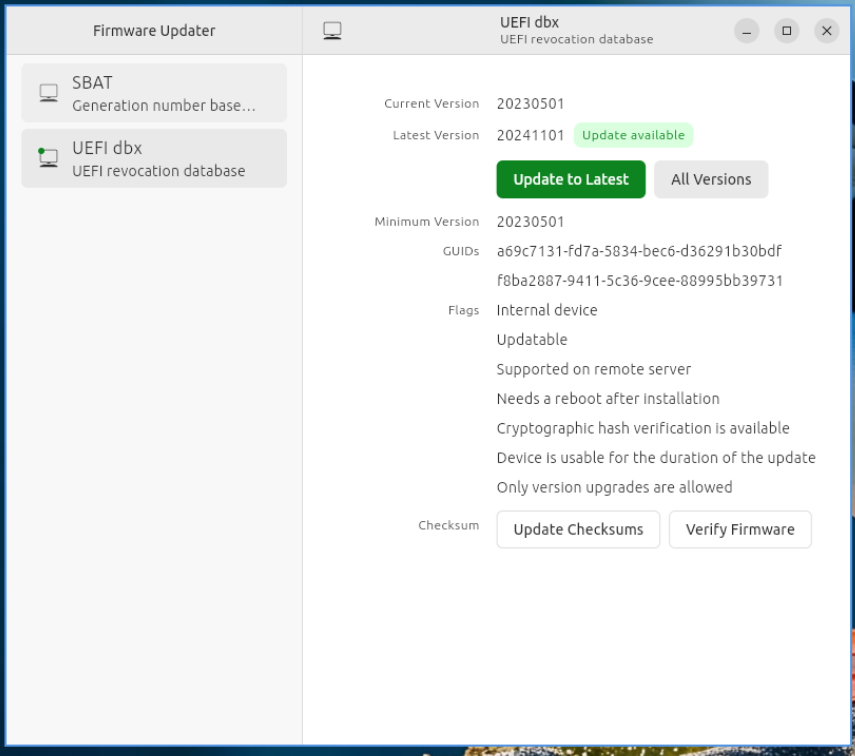 Firmware Updater
UEFI dbx
UEFI revocation database
SBAT
Generation number base…
UEFI dbx
UEFI revocation database
Current Version 20230501
Latest Version 20241101 Update available
Update to Latest All Versions
Minimum Version 20230501
GUIDs a69c7131-fd7a-5834-bec6-d36291b30bdf
f8ba2887-9411-5c36-9cee-88995bb39731
Flags Internal device
Updatable
Supported on remote server
Needs a reboot after installation
Cryptographic hash verification is available
Device is usable for the duration of the update
Only version upgrades are allowed
Checksum Update Checksums Verify Firmware